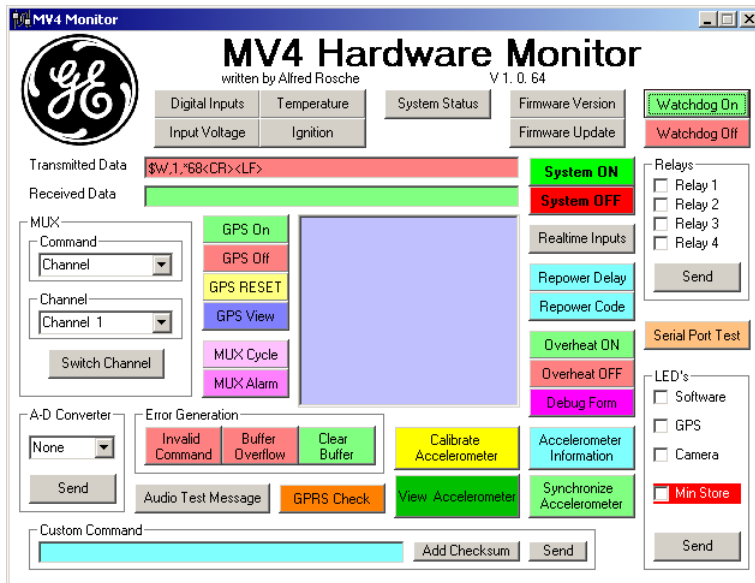 MV4 Monitor
GE
MV4 Hardware Monitor
written by Alfred Rosche V 1. 0. 64
Digital Inputs Temperature System Status Firmware Version Watchdog On
Input Voltage Ignition Firmware Update Watchdog Off
Transmitted Data $W,1,*68<CR><LF> System ON Relays
Received Data System OFF Relay 1
Relay 2
Relay 3
Relay 4
Send
MUX
Command
Channel
Channel
Channel 1
Switch Channel
GPS On
GPS Off
GPS RESET
GPS View
MUX Cycle
MUX Alarm
Realtime Inputs
Repower Delay
Repower Code
Overheat ON
Overheat OFF
Debug Form
Serial Port Test
LED's
Software
GPS
Camera
Min Store
Send
A-D Converter
None
Send
Error Generation
Invalid Command
Buffer Overflow
Clear Buffer
Calibrate Accelerometer
Accelerometer Information
Audio Test Message
GPRS Check
View Accelerometer
Synchronize Accelerometer
Custom Command
Add Checksum Send